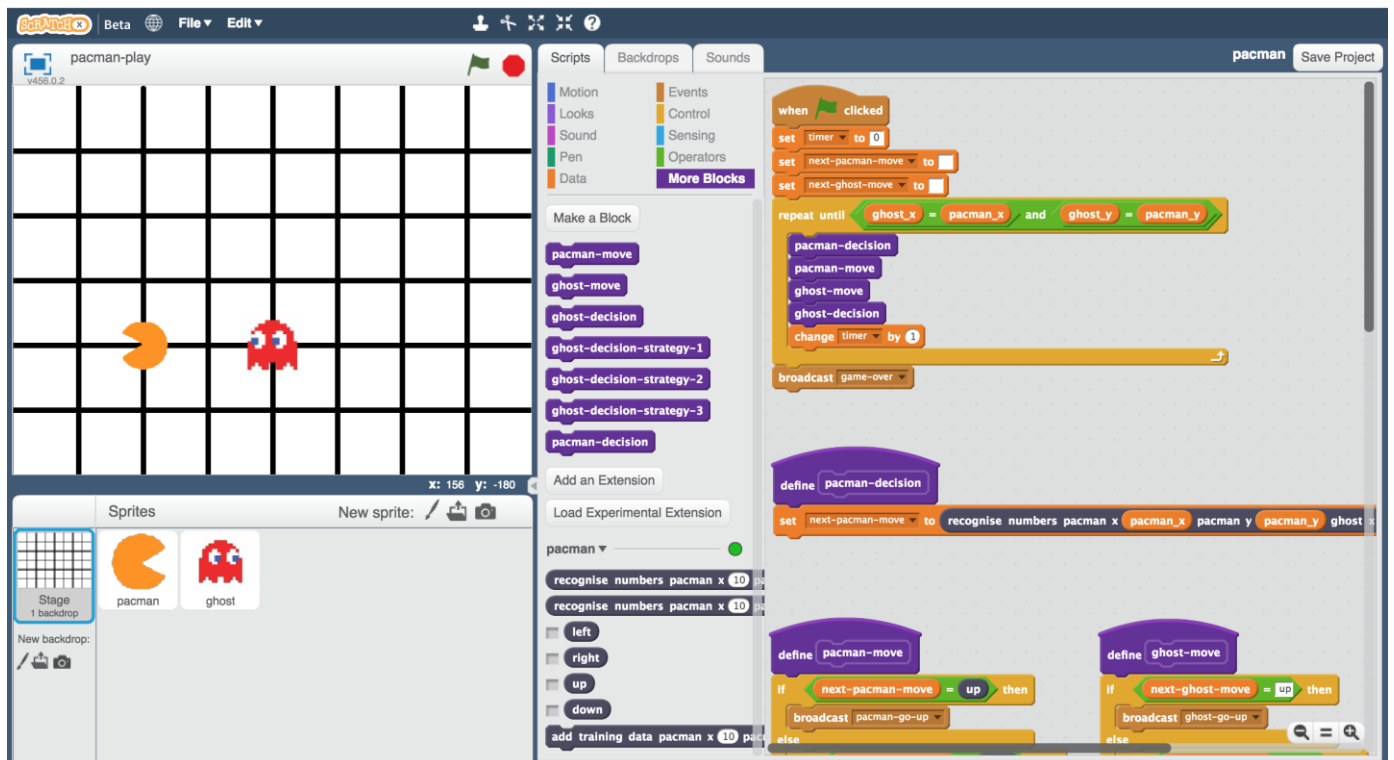 SCRATCHX Beta File▼ Edit▼
pacman-play
v456.0.2
x: 156 y: -180
Sprites New sprite:
Stage
1 backdrop
pacman
ghost
New backdrop:
Scripts Backdrops Sounds
pacman Save Project
Motion Events
Looks Control
Sound Sensing
Pen Operators
Data More Blocks
Make a Block
pacman-move
ghost-move
ghost-decision
ghost-decision-strategy-1
ghost-decision-strategy-2
ghost-decision-strategy-3
pacman-decision
Add an Extension
Load Experimental Extension
pacman ▼
recognise numbers pacman x 10 pa
recognise numbers pacman x 10 pa
left
right
up
down
add training data pacman x 10 pac
when clicked
set timer to 0
set next-pacman-move to
set next-ghost-move to
repeat until ghost_x = pacman_x and ghost_y = pacman_y
pacman-decision
pacman-move
ghost-move
ghost-decision
change timer by 1
broadcast game-over
define pacman-decision
set next-pacman-move to recognise numbers pacman x pacman_x pacman y pacman_y ghost x
define pacman-move
if next-pacman-move = up then
broadcast pacman-go-up
else
define ghost-move
if next-ghost-move = up then
broadcast ghost-go-up
else